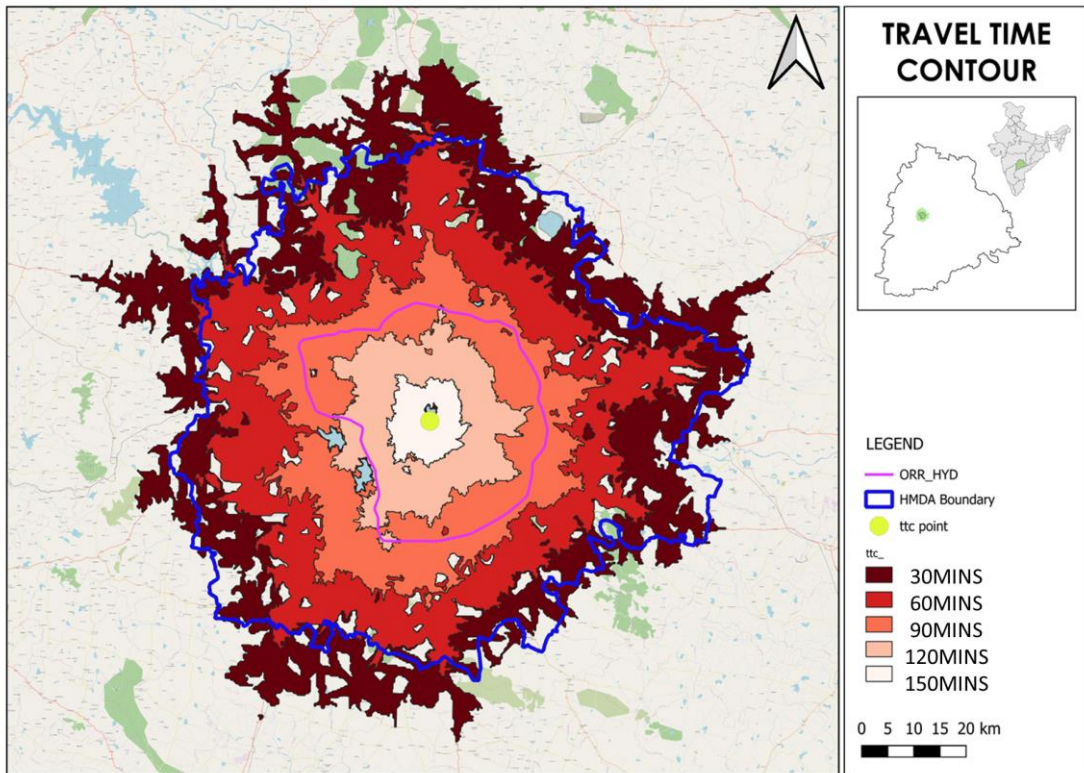 TRAVEL TIME
CONTOUR
LEGEND
ORR_HYD
HMDA Boundary
ttc point
ttc_
30MINS
60MINS
90MINS
120MINS
150MINS
0 5 10 15 20 km